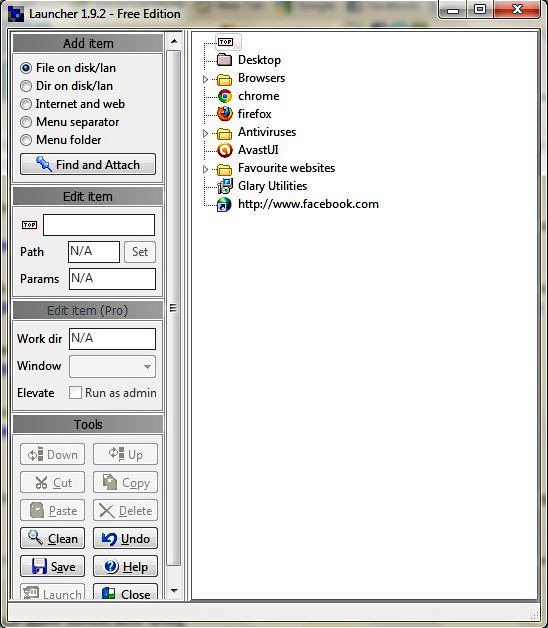 Launcher 1.9.2 - Free Edition
Add item
File on disk/lan
Dir on disk/lan
Internet and web
Menu separator
Menu folder
Find and Attach
Edit item
TOP
Path N/A Set
Params N/A
Edit item (Pro)
Work dir N/A
Window
Elevate Run as admin
Tools
Down Up
Cut Copy
Paste Delete
Clean Undo
Save Help
Launch Close
TOP
Desktop
Browsers
chrome
firefox
Antiviruses
AvastUI
Favourite websites
Glary Utilities
http://www.facebook.com